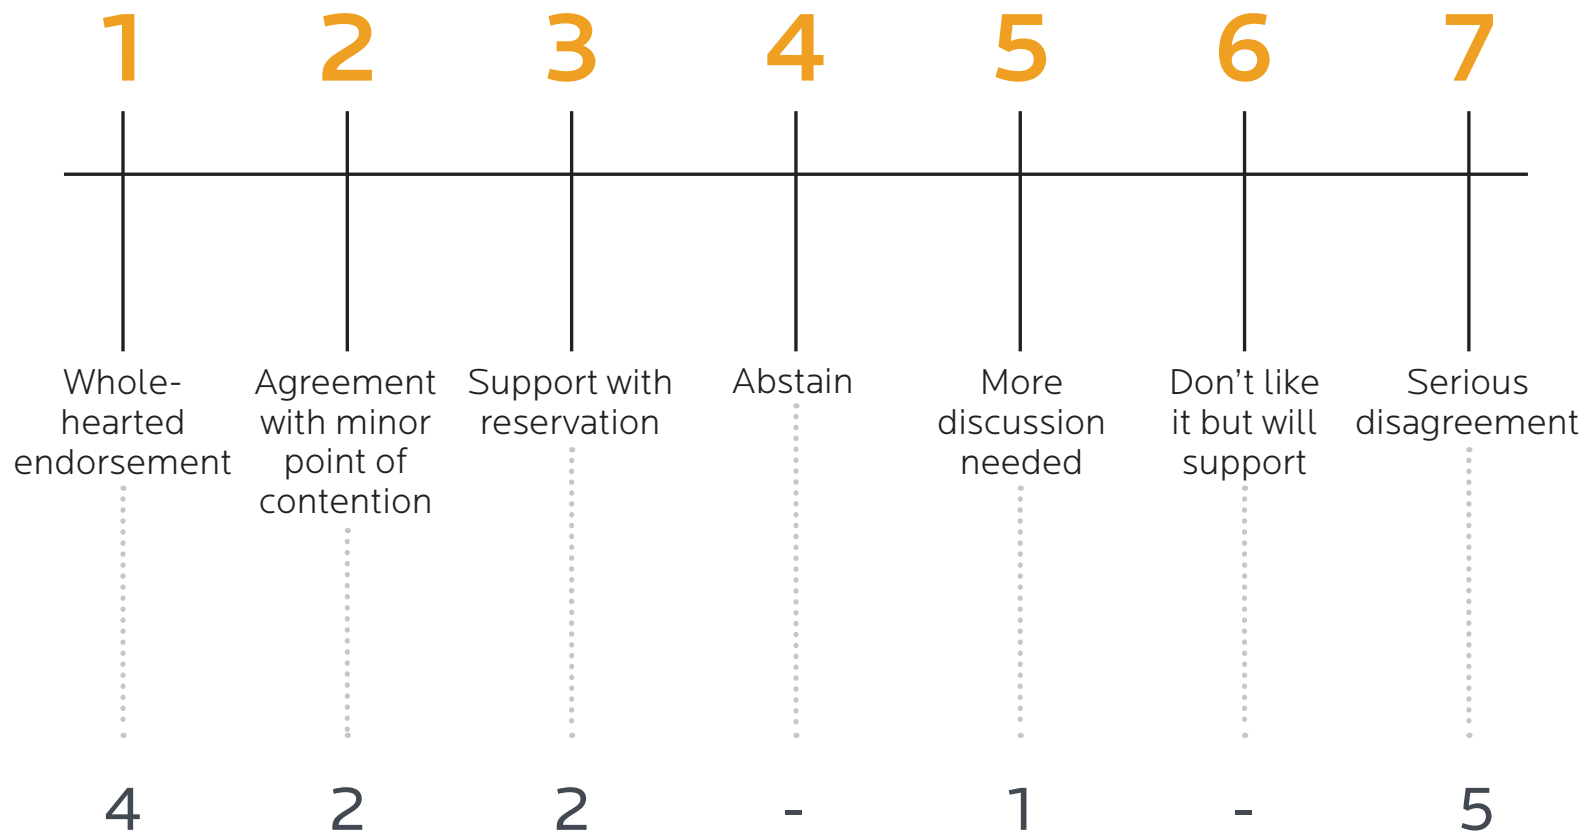 1 2 3 4 5 6 7
Whole-
hearted
endorsement
Agreement
with minor
point of
contention
Support with
reservation
Abstain
More
discussion
needed
Don't like
it but will
support
Serious
disagreement
4 2 2 - 1 - 5